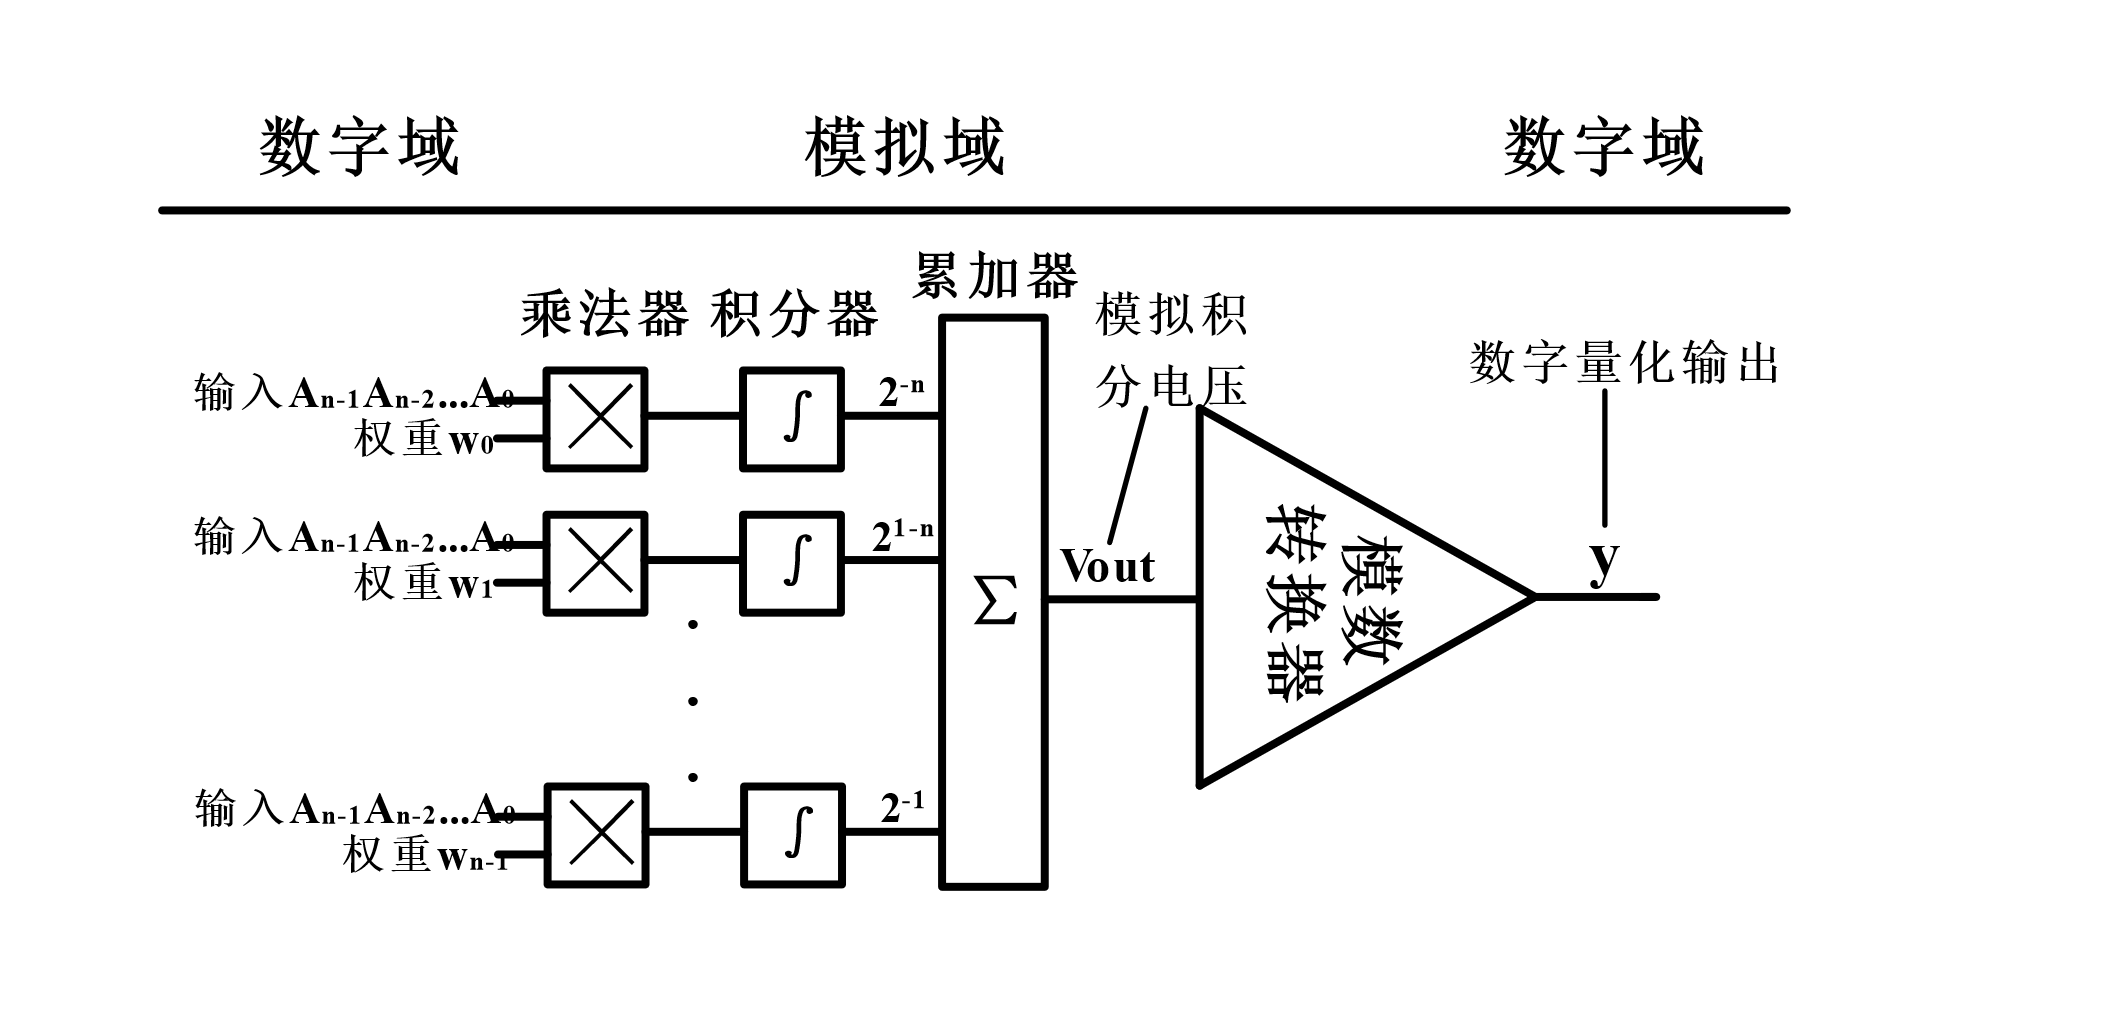 数字域 模拟域 数字域
累加器
乘法器 积分器
模拟积
分电压
数字量化输出
输入An-1An-2...A0
权重w0
∫
2-n
输入An-1An-2...A0
权重w1
∫
21-n
Σ
Vout
模数
转换器
y
输入An-1An-2...A0
权重wn-1
∫
2-1